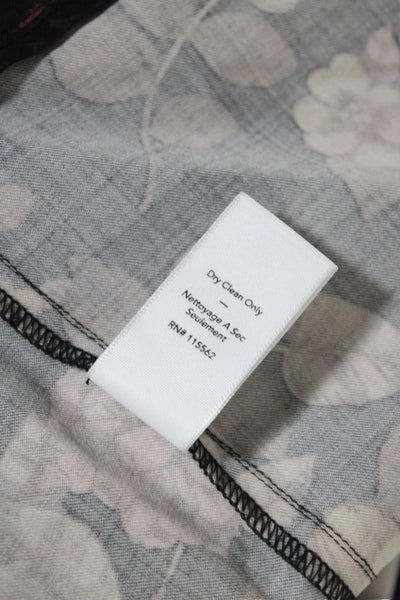 Dry Clean Only
—
Nettoyage A Sec
Seulement
RN# 115562